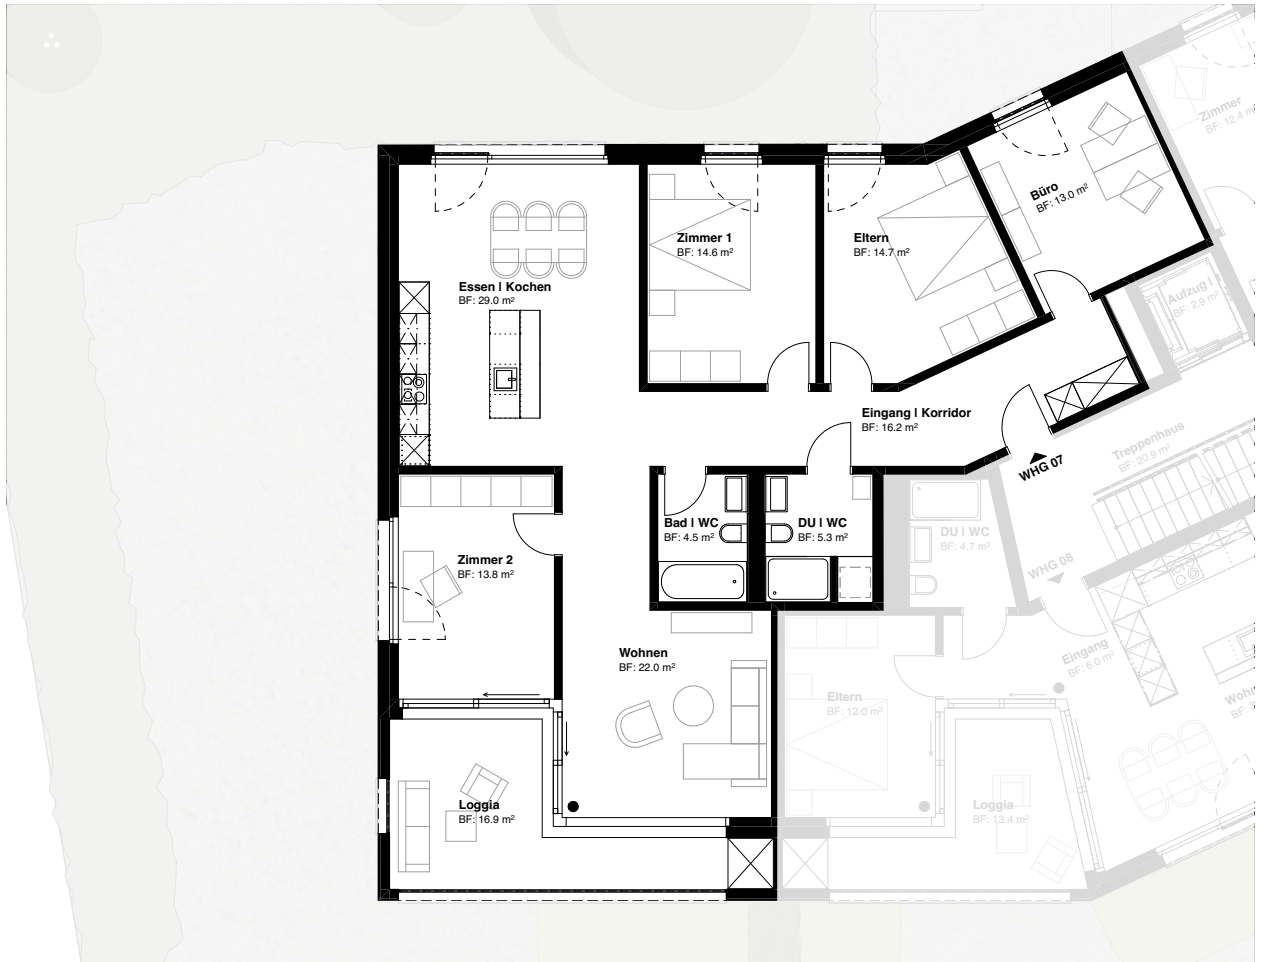 Zimmer
BF: 12.4 m²
Büro
BF: 13.0 m²
Zimmer 1
BF: 14.6 m²
Eltern
BF: 14.7 m²
Essen | Kochen
BF: 29.0 m²
Aufzug |
BF: 2.9 m²
Eingang | Korridor
BF: 16.2 m²
Treppenhaus
BF: 20.9 m²
WHG 07
Bad | WC
BF: 4.5 m²
DU | WC
BF: 5.3 m²
DU | WC
BF: 4.7 m²
Zimmer 2
BF: 13.8 m²
WHG 08
Wohnen
BF: 22.0 m²
Eingang
BF: 6.0 m²
Eltern
BF: 12.0 m²
Loggia
BF: 16.9 m²
Loggia
BF: 13.4 m²